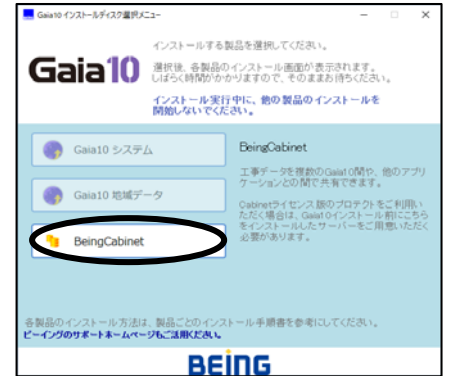 Gaia10 インストールディスク選択メニュー
Gaia10
インストールする製品を選択してください。
選択後、各製品のインストール画面が表示されます。
しばらく時間がかかりますので、そのままお待ちください。
インストール実行中に、他の製品のインストールを
開始しないでください。
Gaia10 システム
Gaia10 地域データ
BeingCabinet
BeingCabinet
工事データを複数のGaia10間や、他のアプリ
ケーションとの間で共有できます。
Cabinetライセンス版のプロテクトをご利用い
ただく場合は、Gaia10インストール前にこちら
をインストールしたサーバーをご用意いただく
必要があります。
各製品のインストール方法は、製品ごとのインストール手順書を参考にしてください。
ビーイングのサポートホームページもご活用ください。
BEING